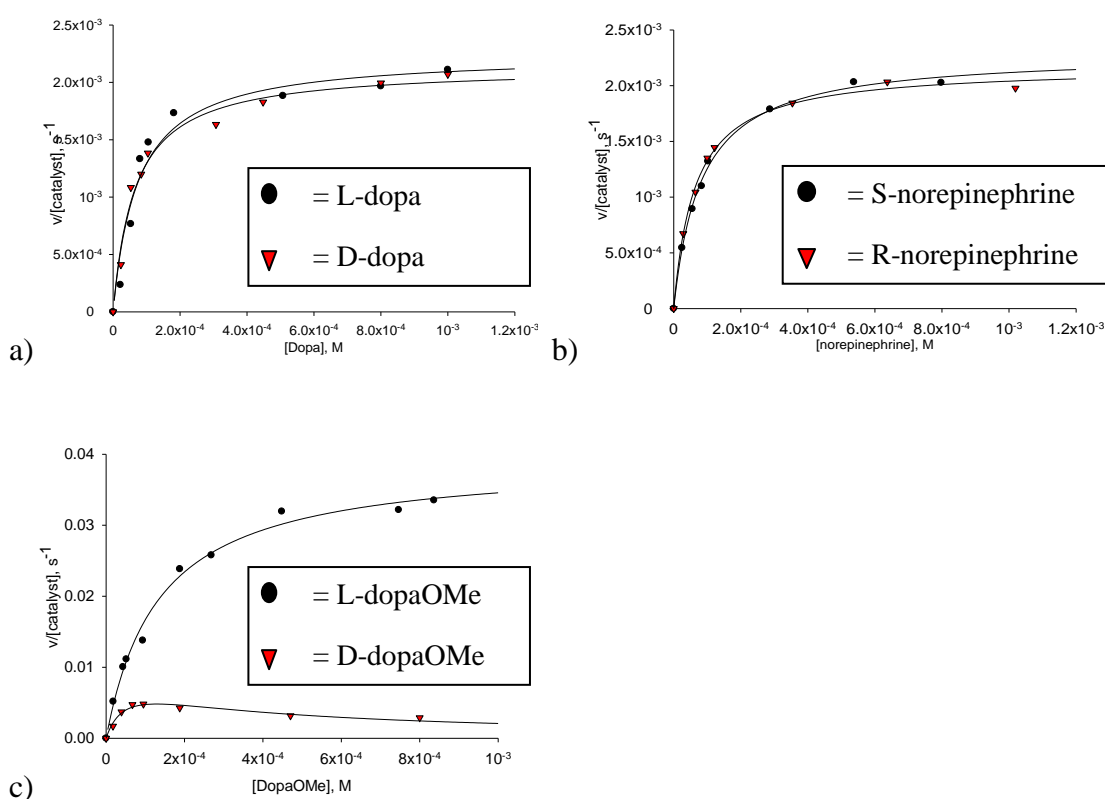 2.5x10-3
2.0x10-3
1.5x10-3
10-3
5.0x10-4
0
v/[catalyst], s-1
0 2.0x10-4 4.0x10-4 6.0x10-4 8.0x10-4 10-3 1.2x10-3
[Dopa], M
= L-dopa
= D-dopa
a)
2.5x10-3
2.0x10-3
1.5x10-3
10-3
5.0x10-4
0
v/[catalyst], s-1
0 2.0x10-4 4.0x10-4 6.0x10-4 8.0x10-4 10-3 1.2x10-3
[norepinephrine], M
= S-norepinephrine
= R-norepinephrine
b)
0.04
0.03
0.02
0.01
0.00
v/[catalyst], s-1
0 2x10-4 4x10-4 6x10-4 8x10-4 10-3
[DopaOMe], M
= L-dopaOMe
= D-dopaOMe
c)